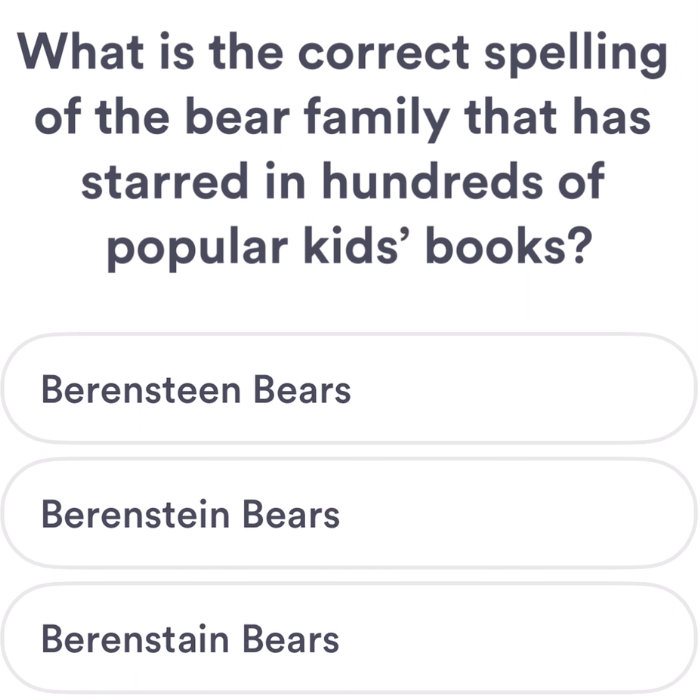 What is the correct spelling
of the bear family that has
starred in hundreds of
popular kids’ books?
Berensteen Bears
Berenstein Bears
Berenstain Bears